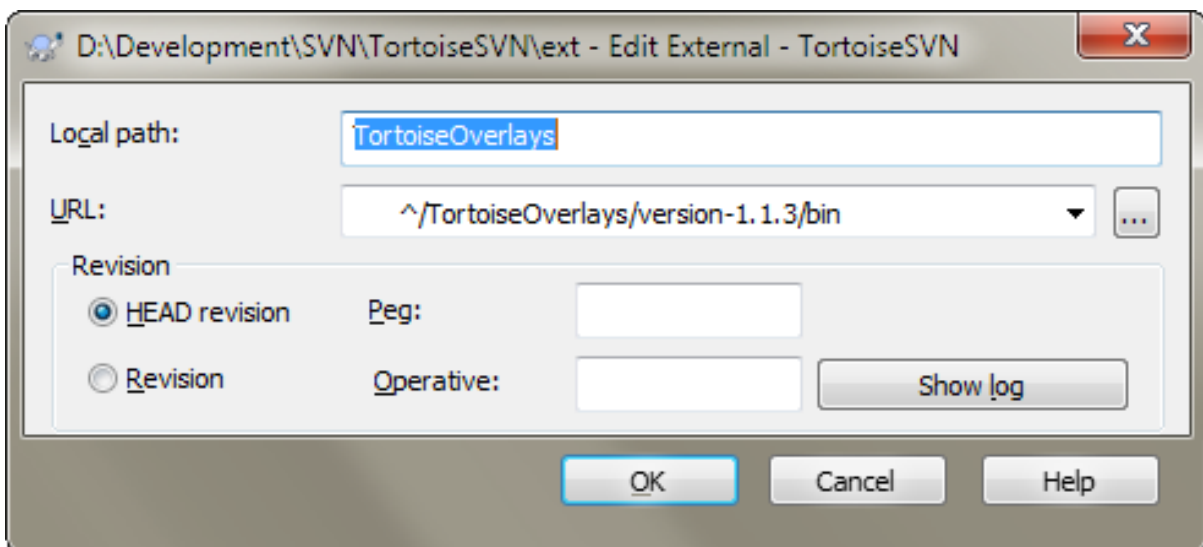 D:\Development\SVN\TortoiseSVN\ext - Edit External - TortoiseSVN
Local path: TortoiseOverlays
URL: ^/TortoiseOverlays/version-1.1.3/bin ...
Revision
HEAD revision Peg:
Revision Operative: Show log
OK Cancel Help